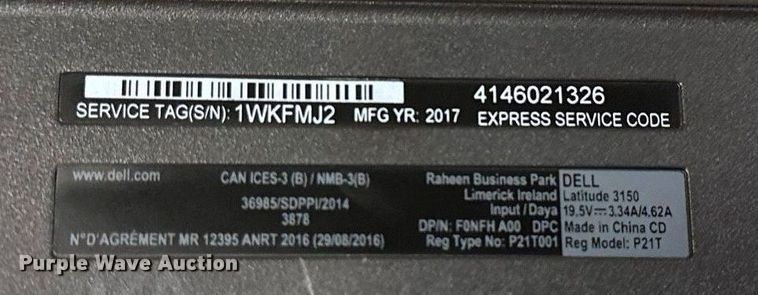 SERVICE TAG(S/N): 1WKFMJ2 MFG YR: 2017
4146021326
EXPRESS SERVICE CODE
www.dell.com
CAN ICES-3 (B) / NMB-3(B)
36985/SDPPI/2014
3878
N°D'AGRÉMENT MR 12395 ANRT 2016 (29/08/2016)
Raheen Business Park
Limerick Ireland
Input / Daya
DP/N: F0NFH A00 DPC
Reg Type No: P21T001
DELL
Latitude 3150
19.5V⎓3.34A/4.62A
Made in China CD
Reg Model: P21T
Purple Wave Auction